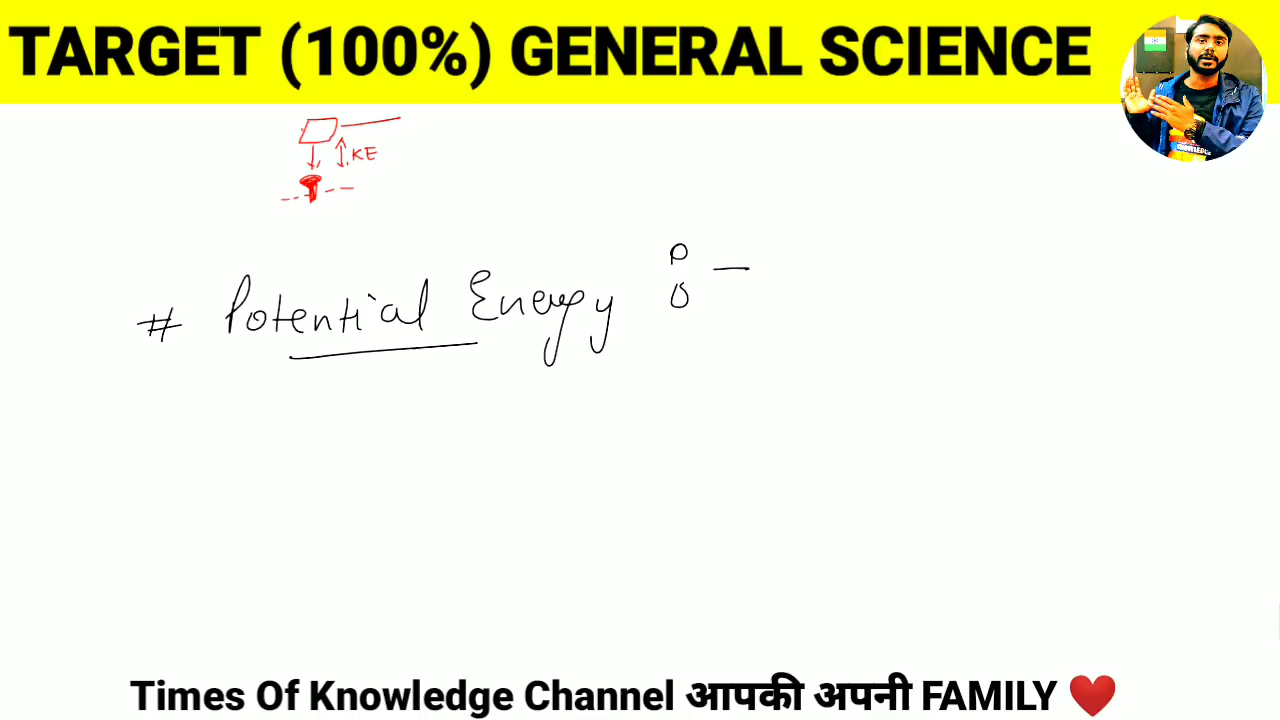 TARGET (100%) GENERAL SCIENCE
KE
# Potential Energy :-
Times Of Knowledge Channel आपकी अपनी FAMILY ❤️